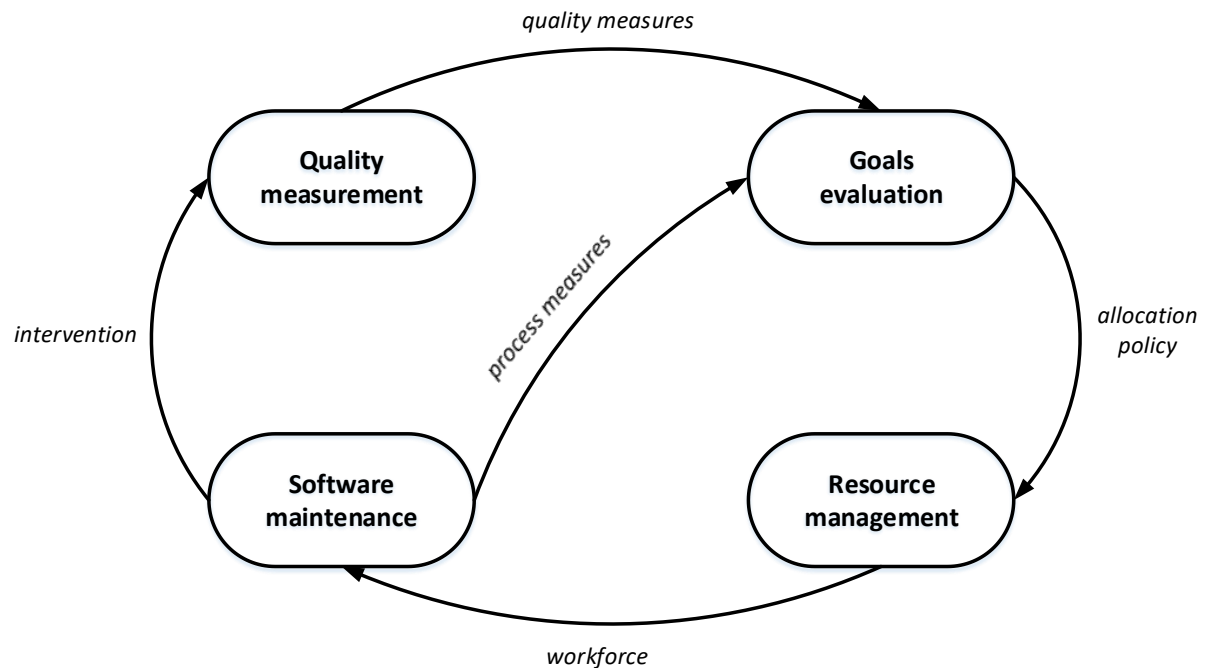 quality measures
Quality
measurement
Goals
evaluation
process measures
intervention
allocation
policy
Software
maintenance
Resource
management
workforce